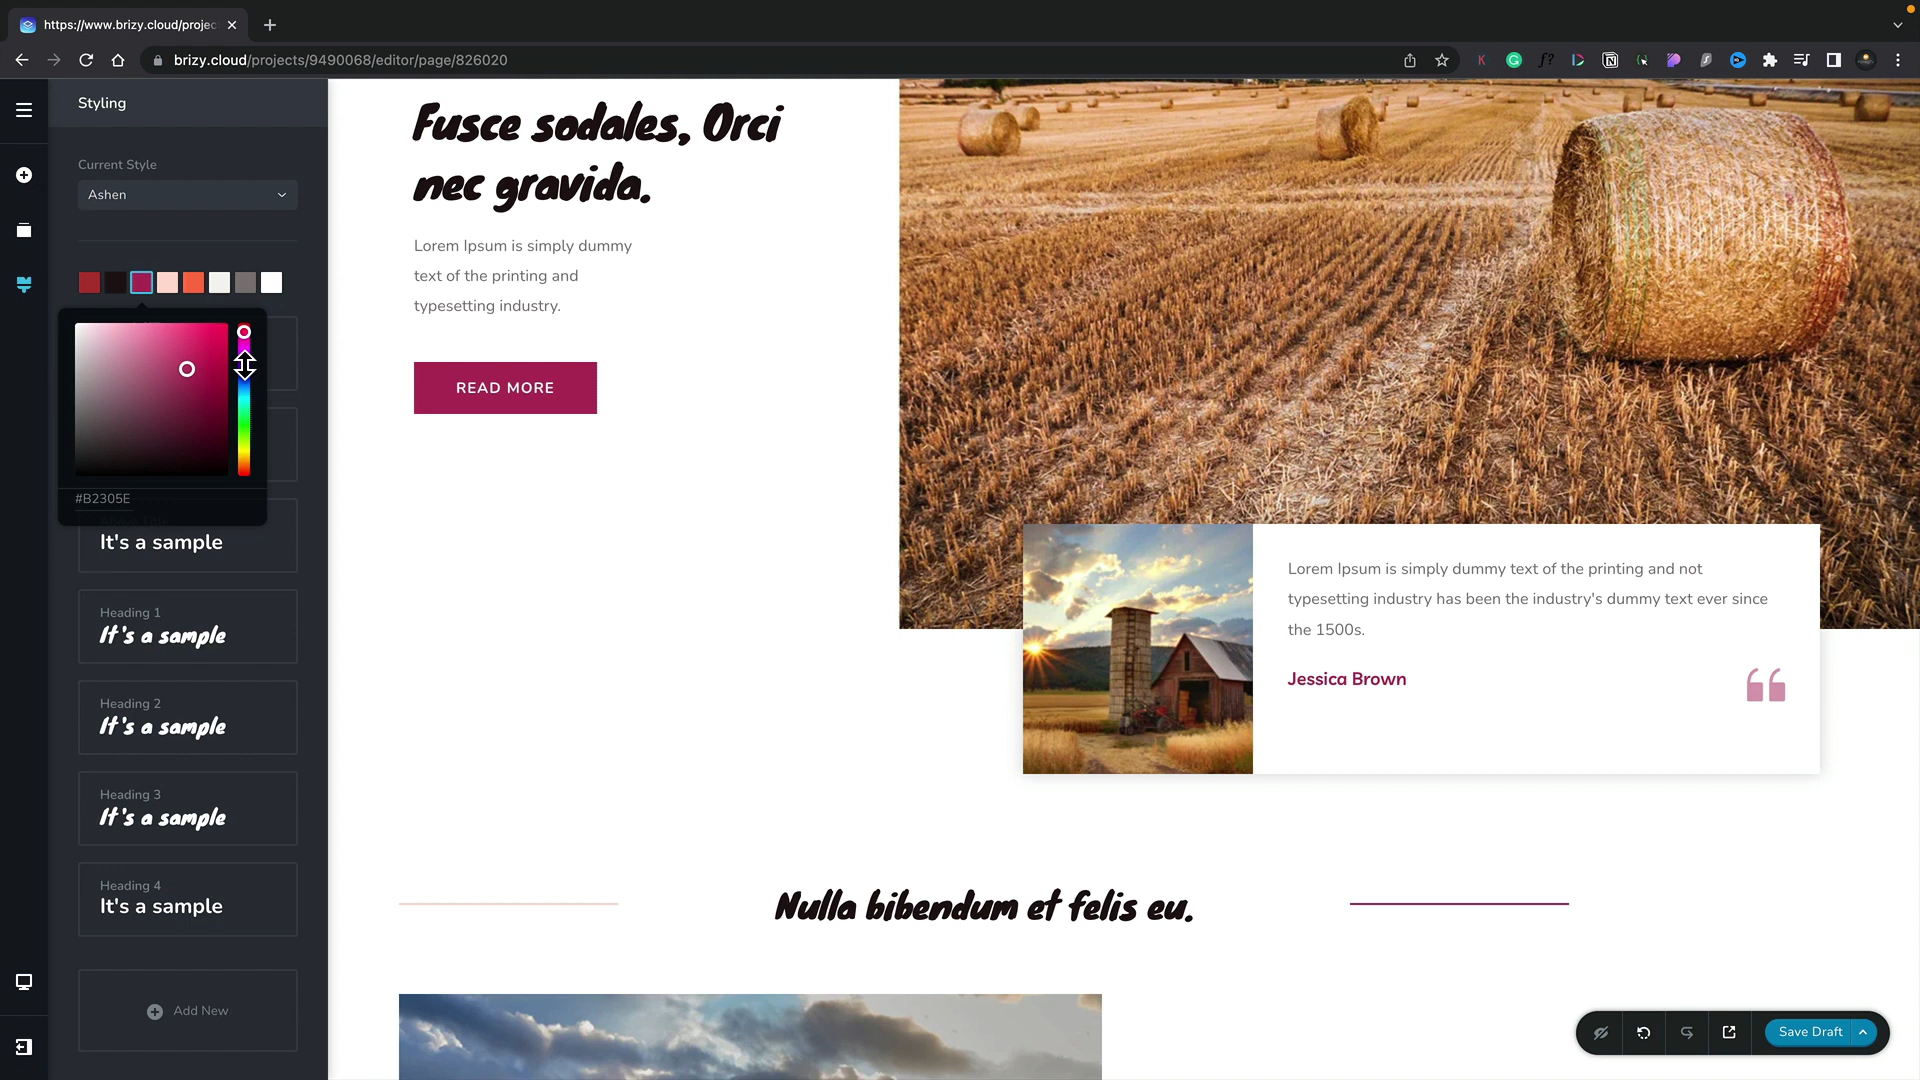 https://www.brizy.cloud/projec
brizy.cloud/projects/9490068/editor/page/826020
Styling
Current Style
Ashen
#B2305E
It's a sample
Heading 1
It's a sample
Heading 2
It's a sample
Heading 3
It's a sample
Heading 4
It's a sample
Add New
Fusce sodales, Orci
nec gravida.
Lorem Ipsum is simply dummy
text of the printing and
typesetting industry.
READ MORE
Lorem Ipsum is simply dummy text of the printing and not
typesetting industry has been the industry's dummy text ever since
the 1500s.
Jessica Brown
Nulla bibendum et felis eu.
Save Draft